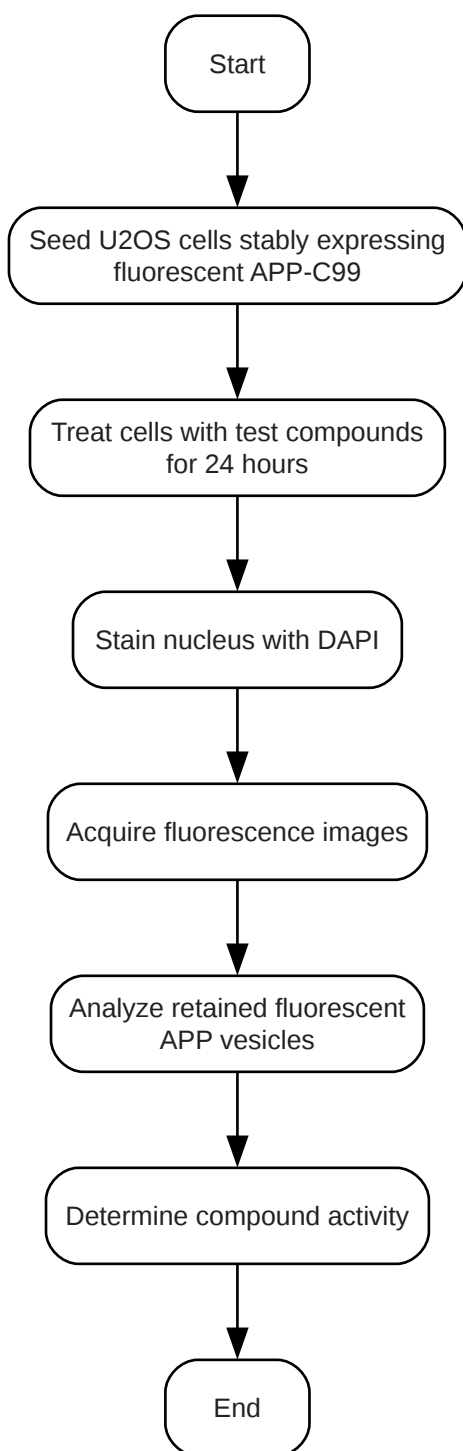 Start
Seed U2OS cells stably expressing
fluorescent APP-C99
Treat cells with test compounds
for 24 hours
Stain nucleus with DAPI
Acquire fluorescence images
Analyze retained fluorescent
APP vesicles
Determine compound activity
End